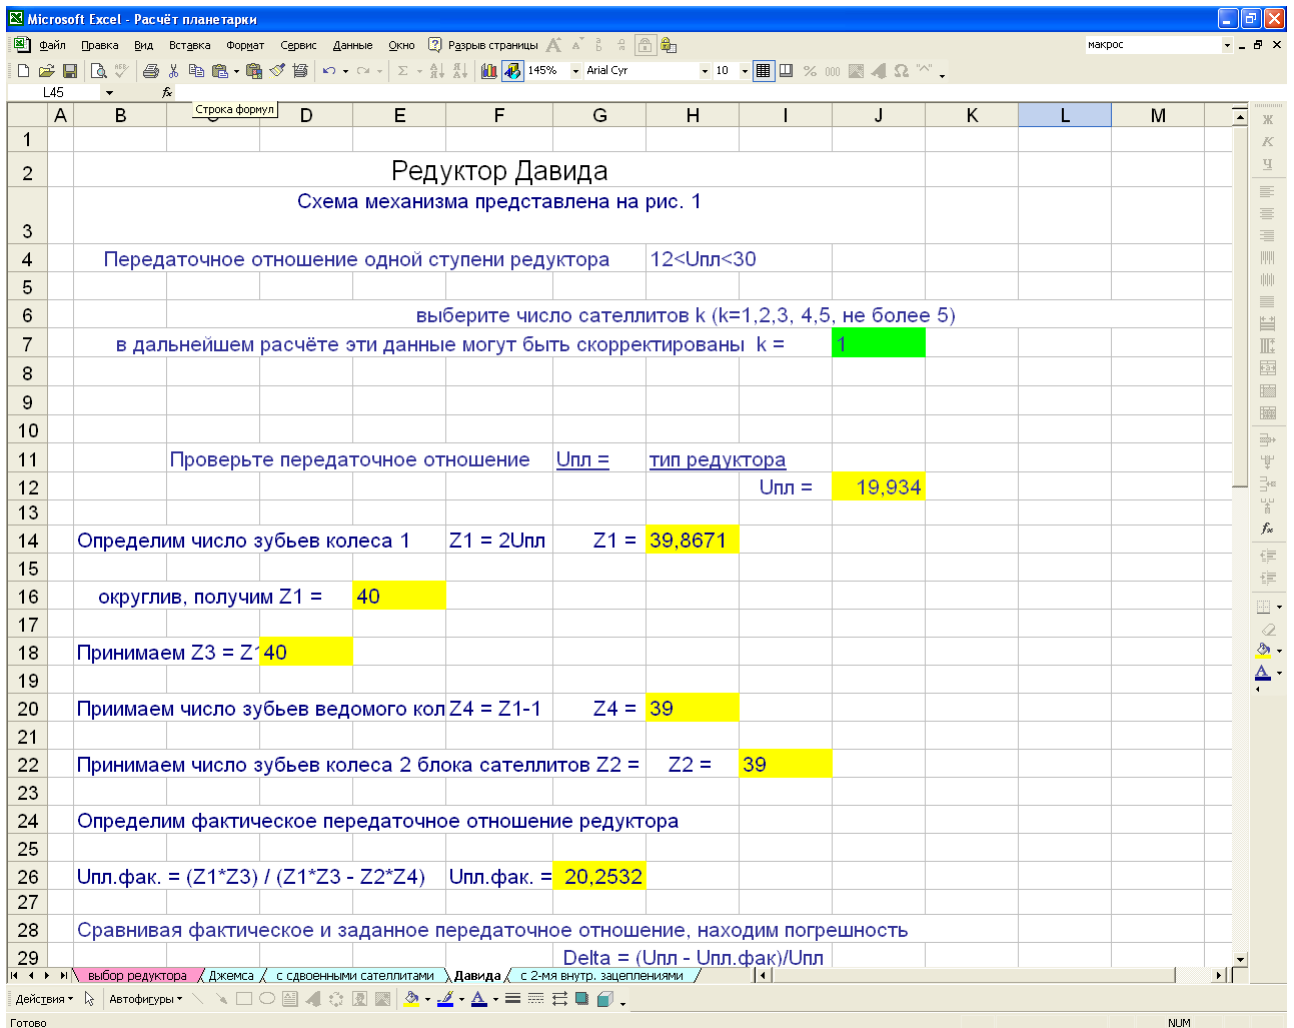 Microsoft Excel - Расчёт планетарки
Файл Правка Вид Вставка Формат Сервис Данные Окно ? Разрыв страницы макрос
145% Arial Cyr 10
L45 fx
Строка формул
A B C D E F G H I J K L M
1
2 Редуктор Давида
3 Схема механизма представлена на рис. 1
4 Передаточное отношение одной ступени редуктора 12<Uпл<30
5
6 выберите число сателлитов k (k=1,2,3, 4,5, не более 5)
7 в дальнейшем расчёте эти данные могут быть скорректированы k = 1
8
9
10
11 Проверьте передаточное отношение Uпл = тип редуктора
12 Uпл = 19,934
13
14 Определим число зубьев колеса 1 Z1 = 2Uпл Z1 = 39,8671
15
16 округлив, получим Z1 = 40
17
18 Принимаем Z3 = Z1 40
19
20 Приимаем число зубьев ведомого кол Z4 = Z1-1 Z4 = 39
21
22 Принимаем число зубьев колеса 2 блока сателлитов Z2 = Z2 = 39
23
24 Определим фактическое передаточное отношение редуктора
25
26 Uпл.фак. = (Z1*Z3) / (Z1*Z3 - Z2*Z4) Uпл.фак. = 20,2532
27
28 Сравнивая фактическое и заданное передаточное отношение, находим погрешность
29 Delta = (Uпл - Uпл.фак)/Uпл
выбор редуктора Джемса с сдвоенными сателлитами Давида с 2-мя внутр. зацеплениями
Действия Автофигуры
Готово NUM